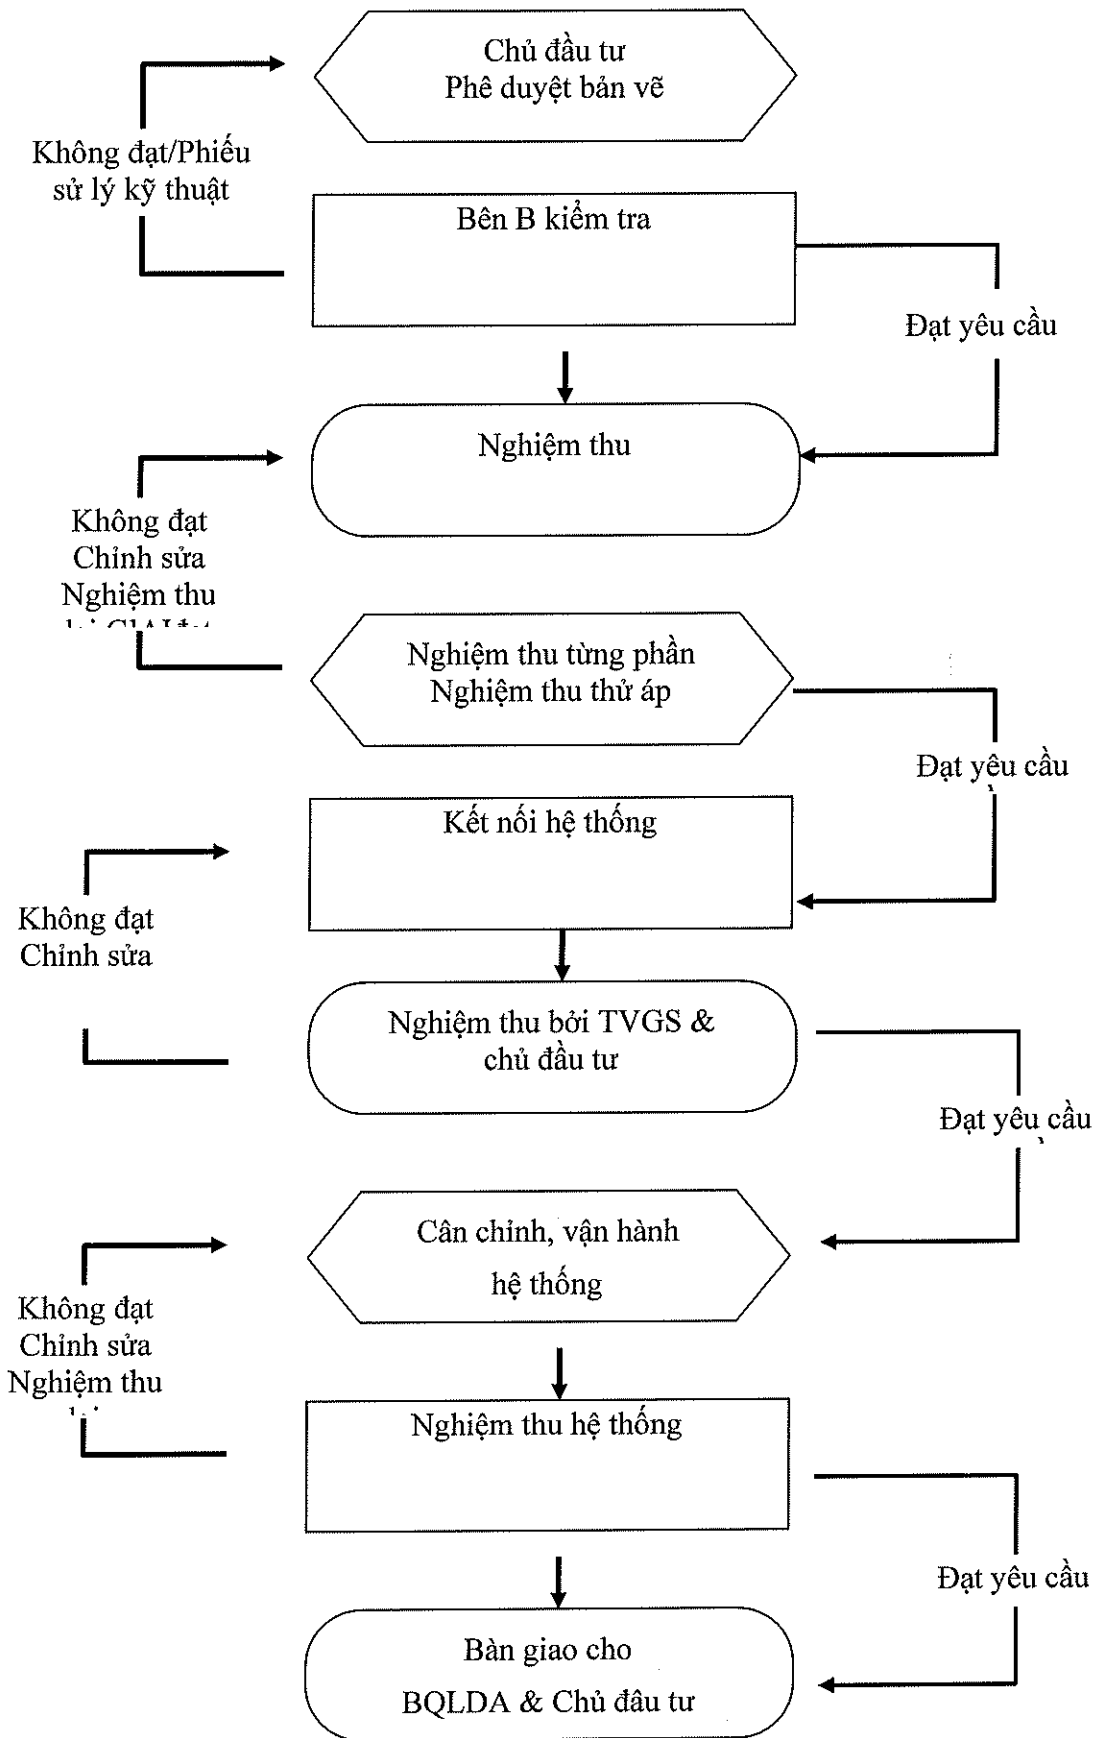 Chủ đầu tư
Phê duyệt bản vẽ
Không đạt/Phiếu
sử lý kỹ thuật
Bên B kiểm tra
Đạt yêu cầu
Nghiệm thu
Không đạt
Chỉnh sửa
Nghiệm thu
Nghiệm thu từng phần
Nghiệm thu thử áp
Đạt yêu cầu
Kết nối hệ thống
Không đạt
Chỉnh sửa
Nghiệm thu bởi TVGS &
chủ đầu tư
Đạt yêu cầu
Cân chỉnh, vận hành
hệ thống
Không đạt
Chỉnh sửa
Nghiệm thu
Nghiệm thu hệ thống
Đạt yêu cầu
Bàn giao cho
BQLDA & Chủ đâu tư